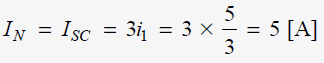 I_N = I_SC = 3i_1 = 3 × 5/3 = 5 [A]